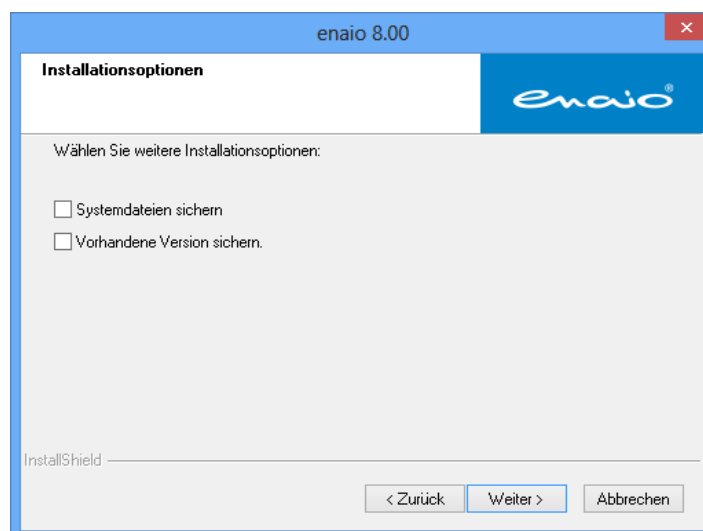 enaio 8.00
Installationsoptionen
enaio®
Wählen Sie weitere Installationsoptionen:
Systemdateien sichern
Vorhandene Version sichern.
InstallShield
< Zurück
Weiter >
Abbrechen